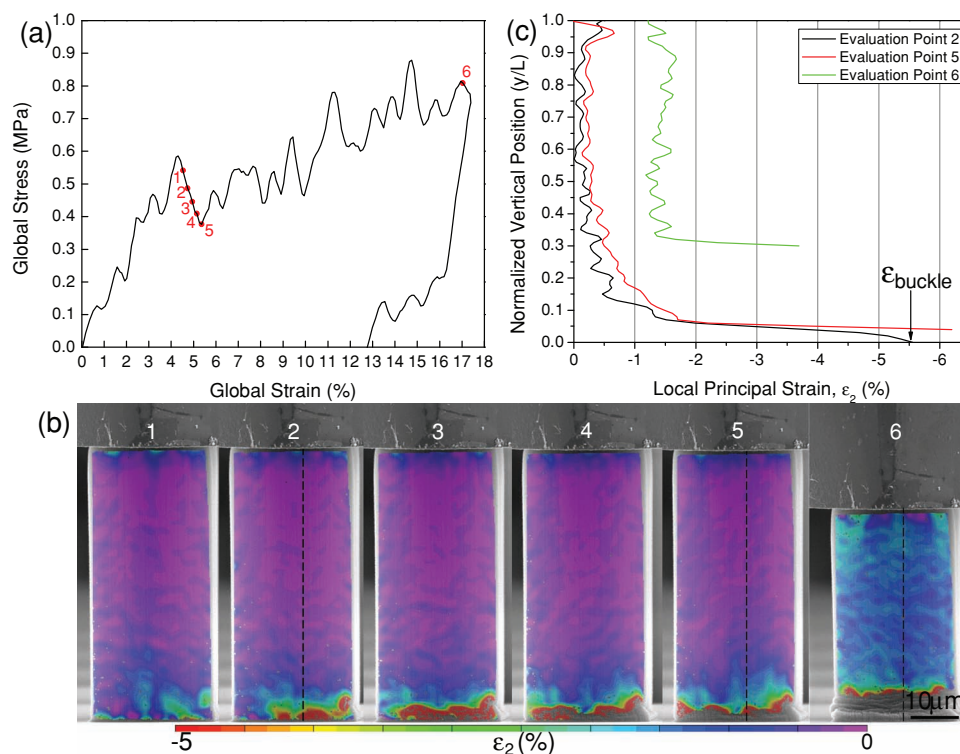 (a)
Global Stress (MPa)
1.0
0.9
0.8
0.7
0.6
0.5
0.4
0.3
0.2
0.1
0.0
1
2
3
4
5
6
0 1 2 3 4 5 6 7 8 9 10 11 12 13 14 15 16 17 18
Global Strain (%)
(c)
Normalized Vertical Position (y/L)
1.0
0.9
0.8
0.7
0.6
0.5
0.4
0.3
0.2
0.1
0.0
Evaluation Point 2
Evaluation Point 5
Evaluation Point 6
εbuckle
0 -1 -2 -3 -4 -5 -6
Local Principal Strain, ε2 (%)
(b)
1 2 3 4 5 6
10μm
-5 ε2(%) 0